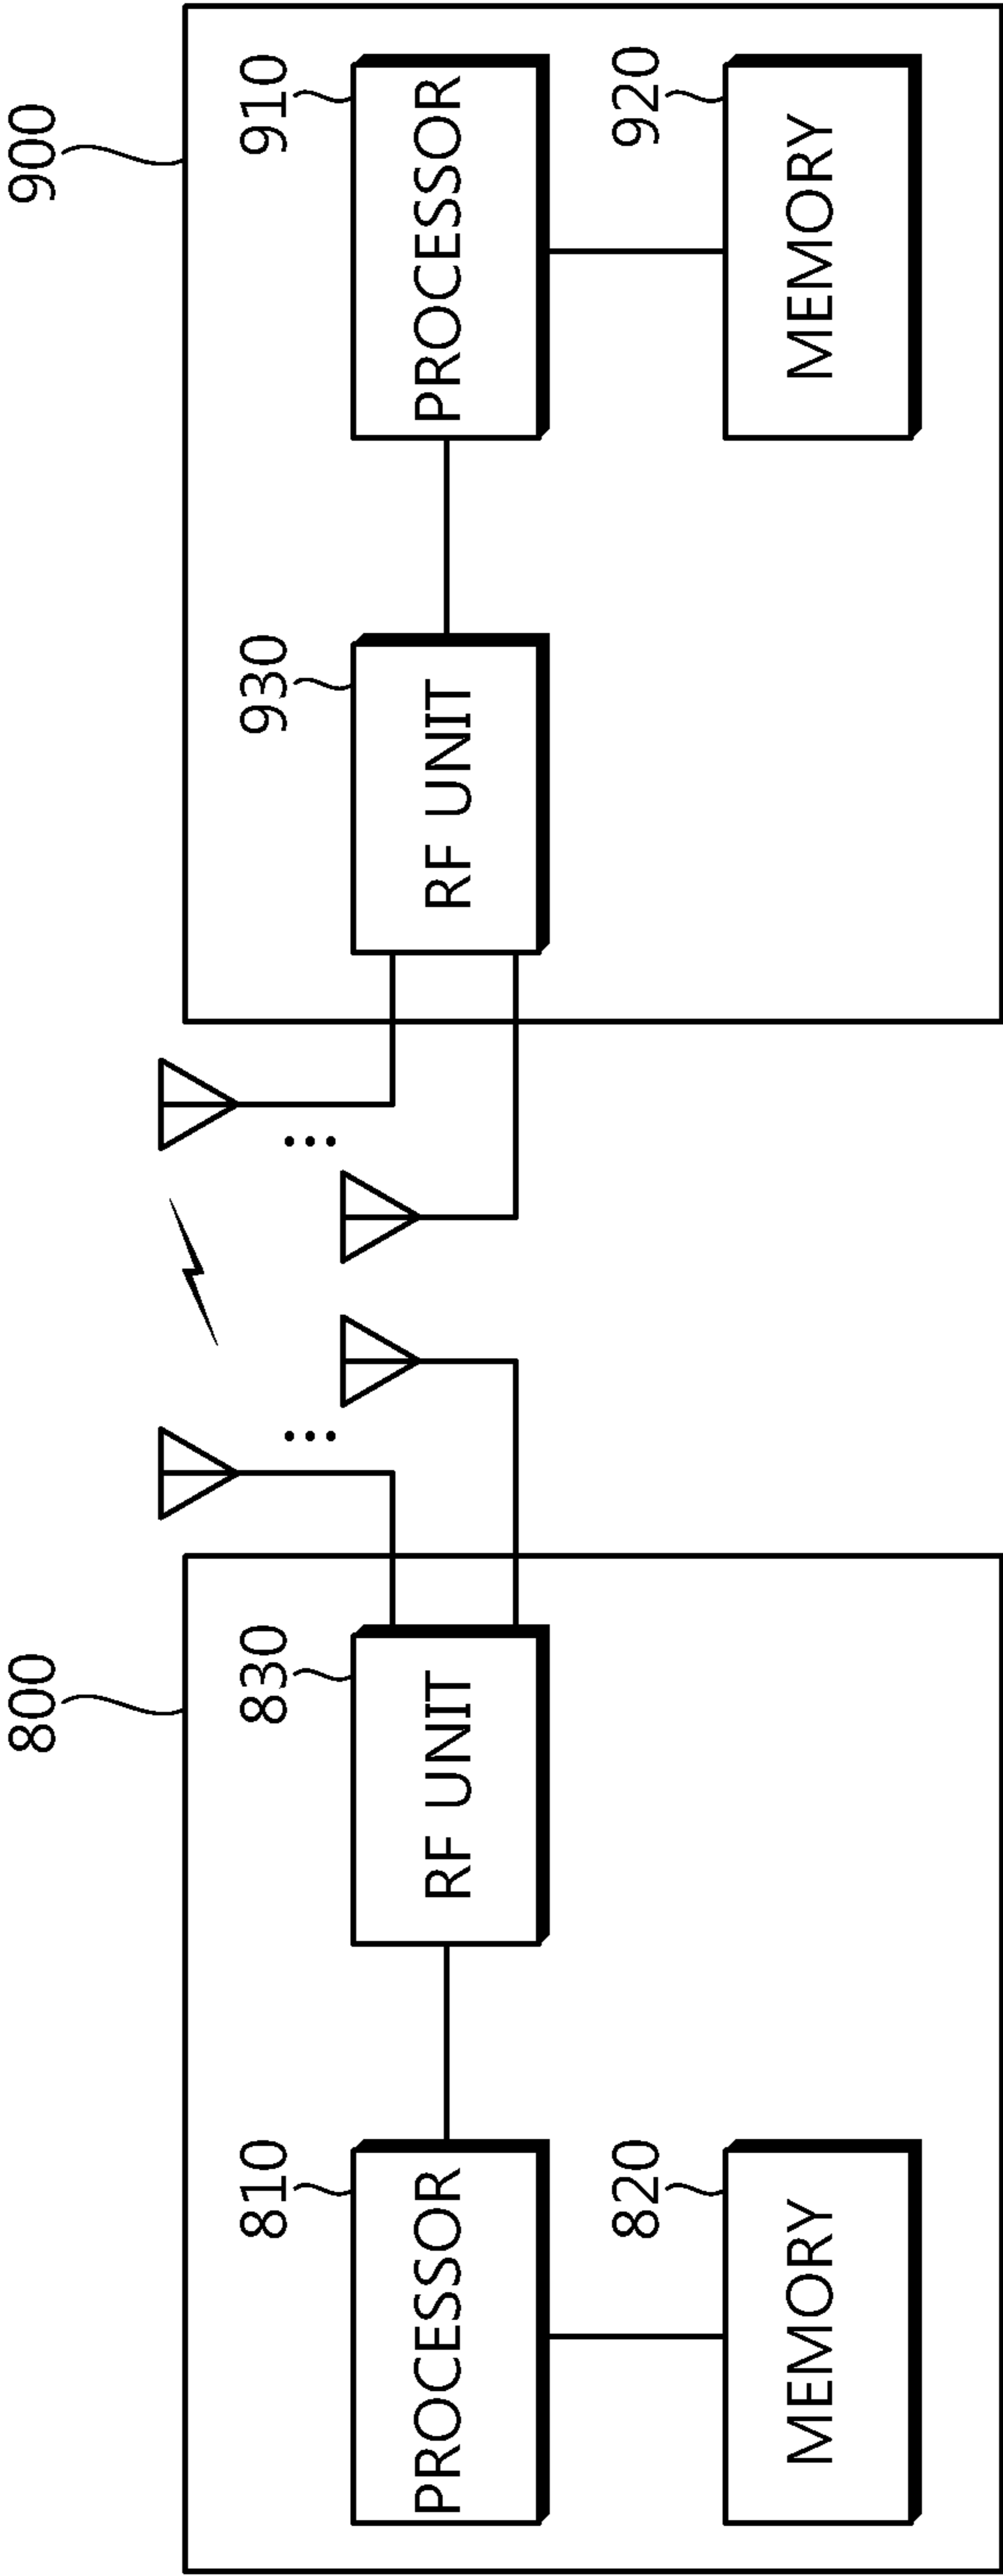 800
900
810
PROCESSOR
830
RF UNIT
930
RF UNIT
910
PROCESSOR
820
MEMORY
920
MEMORY